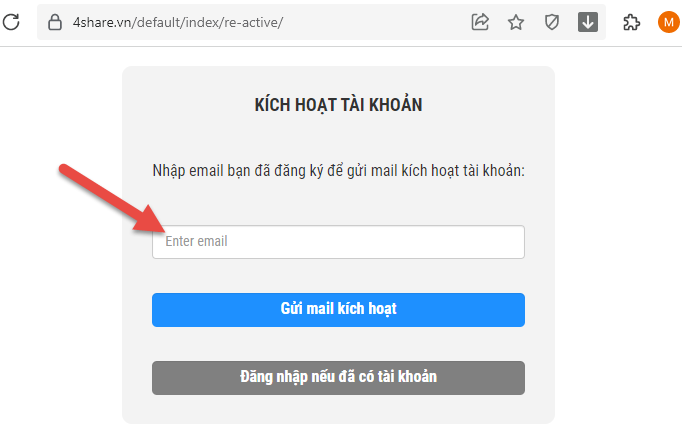 4share.vn/default/index/re-active/
M
KÍCH HOẠT TÀI KHOẢN
Nhập email bạn đã đăng ký để gửi mail kích hoạt tài khoản:
Enter email
Gửi mail kích hoạt
Đăng nhập nếu đã có tài khoản